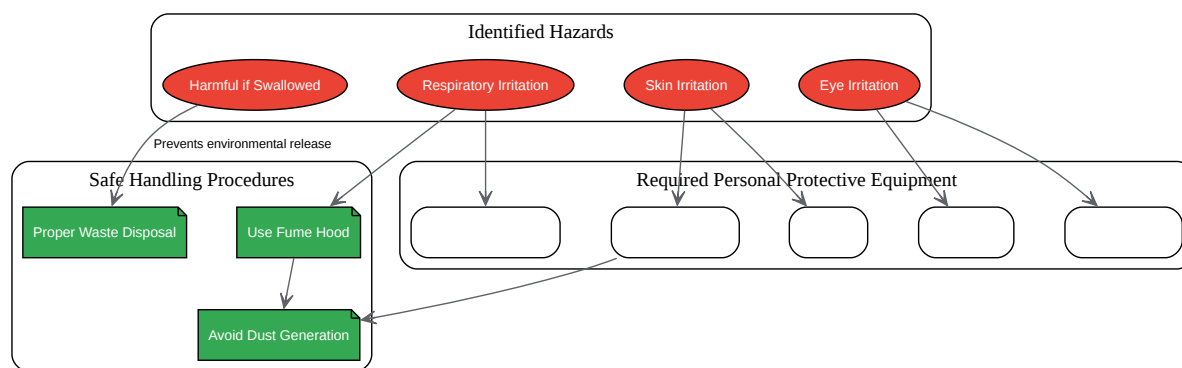 Identified Hazards
Harmful if Swallowed
Respiratory Irritation
Skin Irritation
Eye Irritation
Prevents environmental release
Safe Handling Procedures
Required Personal Protective Equipment
Proper Waste Disposal
Use Fume Hood
Avoid Dust Generation